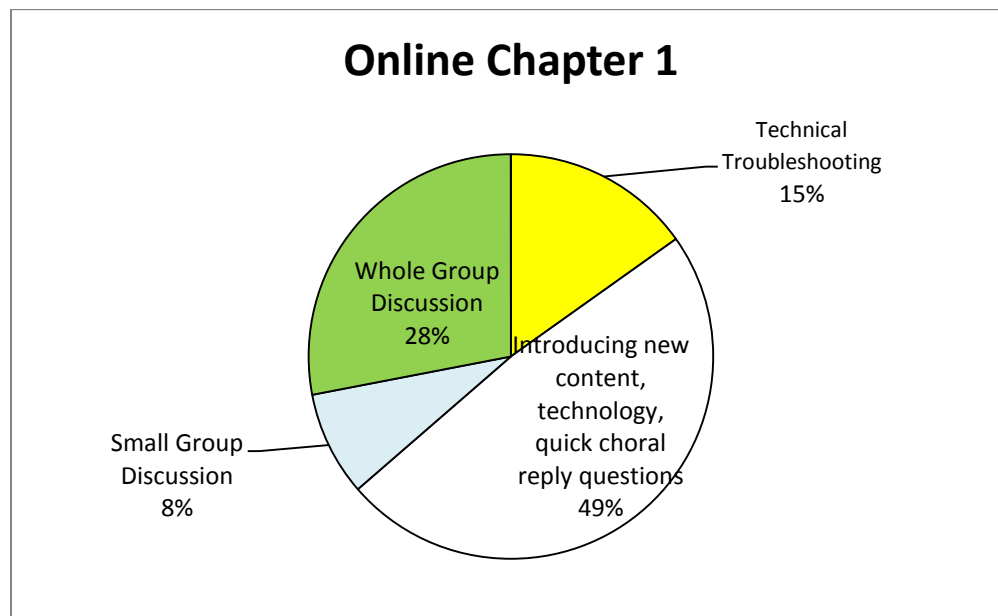 Online Chapter 1
Technical
Troubleshooting
15%
Whole Group
Discussion
28%
Introducing new
content,
technology,
quick choral
reply questions
49%
Small Group
Discussion
8%